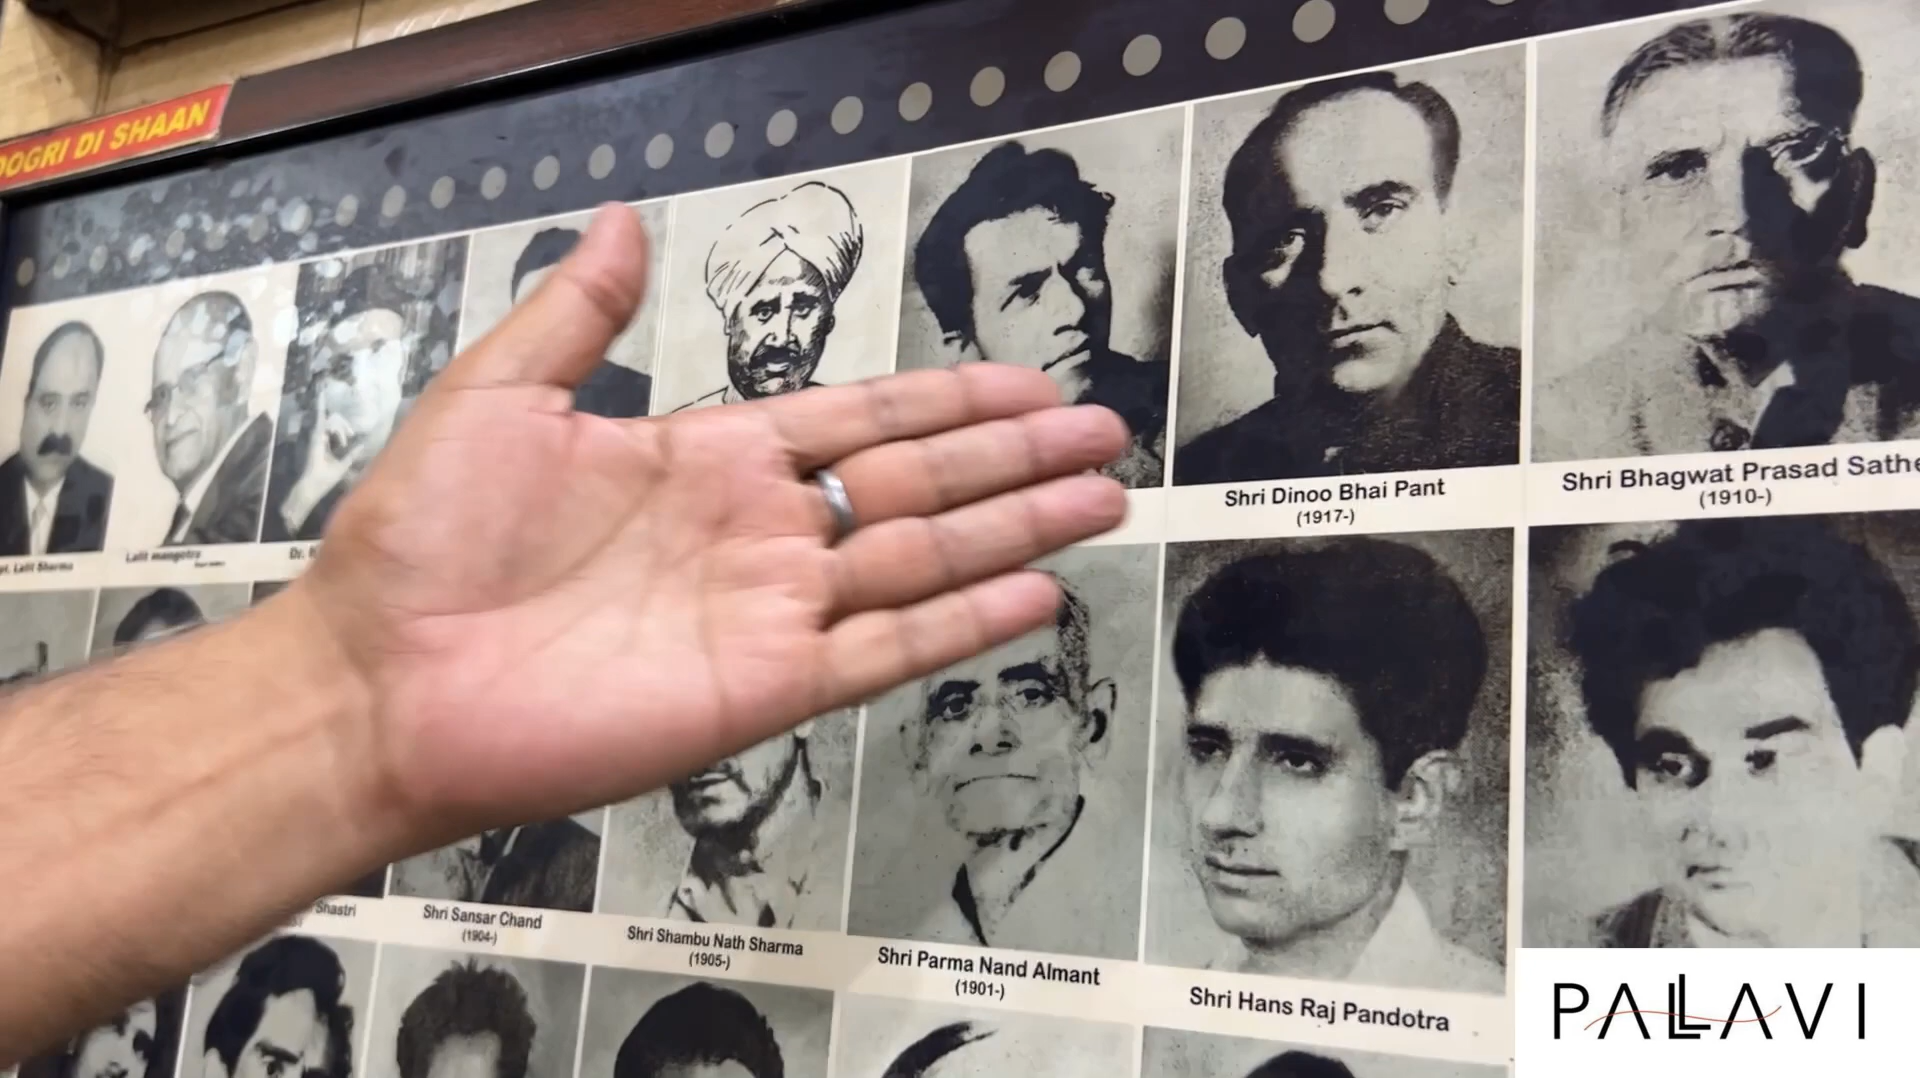 DOGRI DI SHAAN
Shri Dinoo Bhai Pant
(1917-)
Shri Bhagwat Prasad Sathe
(1910-)
Lalit Sharma
Lalit mangotra
Dr.
Shastri
Shri Sansar Chand
(1904-)
Shri Shambu Nath Sharma
(1905-)
Shri Parma Nand Almant
(1901-)
Shri Hans Raj Pandotra
PALLAVI